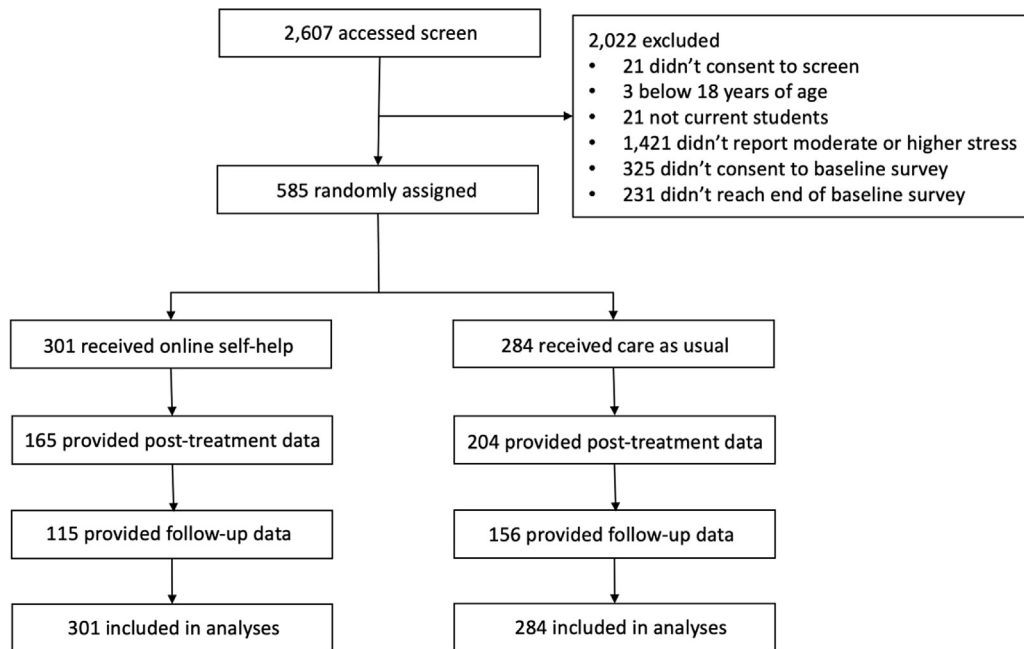 2,607 accessed screen
2,022 excluded
• 21 didn’t consent to screen
• 3 below 18 years of age
• 21 not current students
• 1,421 didn’t report moderate or higher stress
• 325 didn’t consent to baseline survey
• 231 didn’t reach end of baseline survey
585 randomly assigned
301 received online self-help
284 received care as usual
165 provided post-treatment data
204 provided post-treatment data
115 provided follow-up data
156 provided follow-up data
301 included in analyses
284 included in analyses